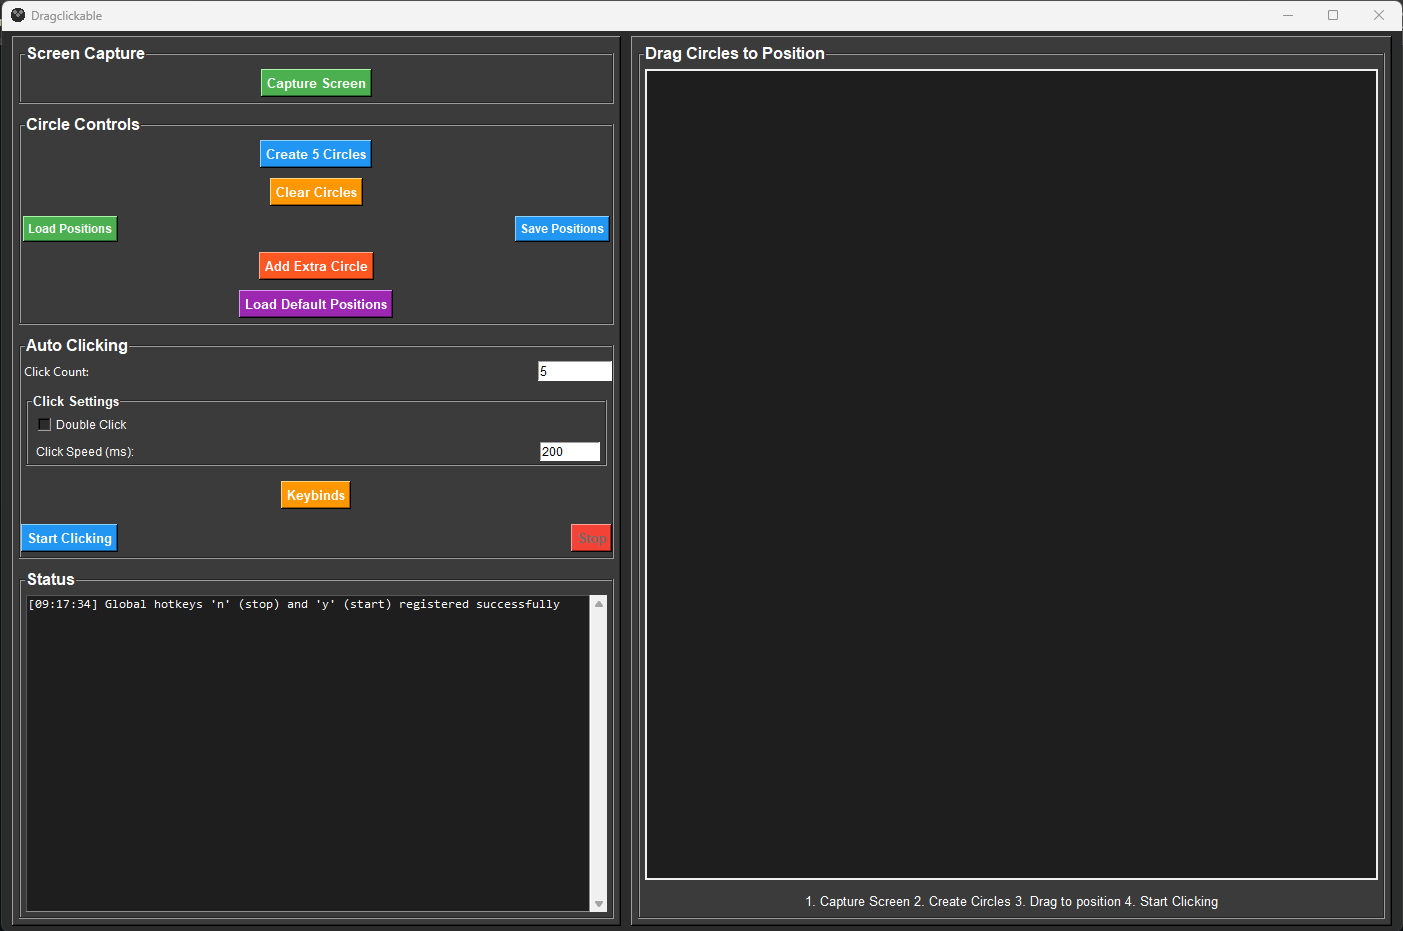 Dragclickable
Screen Capture
Capture Screen
Circle Controls
Create 5 Circles
Clear Circles
Load Positions
Save Positions
Add Extra Circle
Load Default Positions
Auto Clicking
Click Count:
5
Click Settings
Double Click
Click Speed (ms):
200
Keybinds
Start Clicking
Stop
Status
[09:17:34] Global hotkeys 'n' (stop) and 'y' (start) registered successfully
Drag Circles to Position
1. Capture Screen 2. Create Circles 3. Drag to position 4. Start Clicking